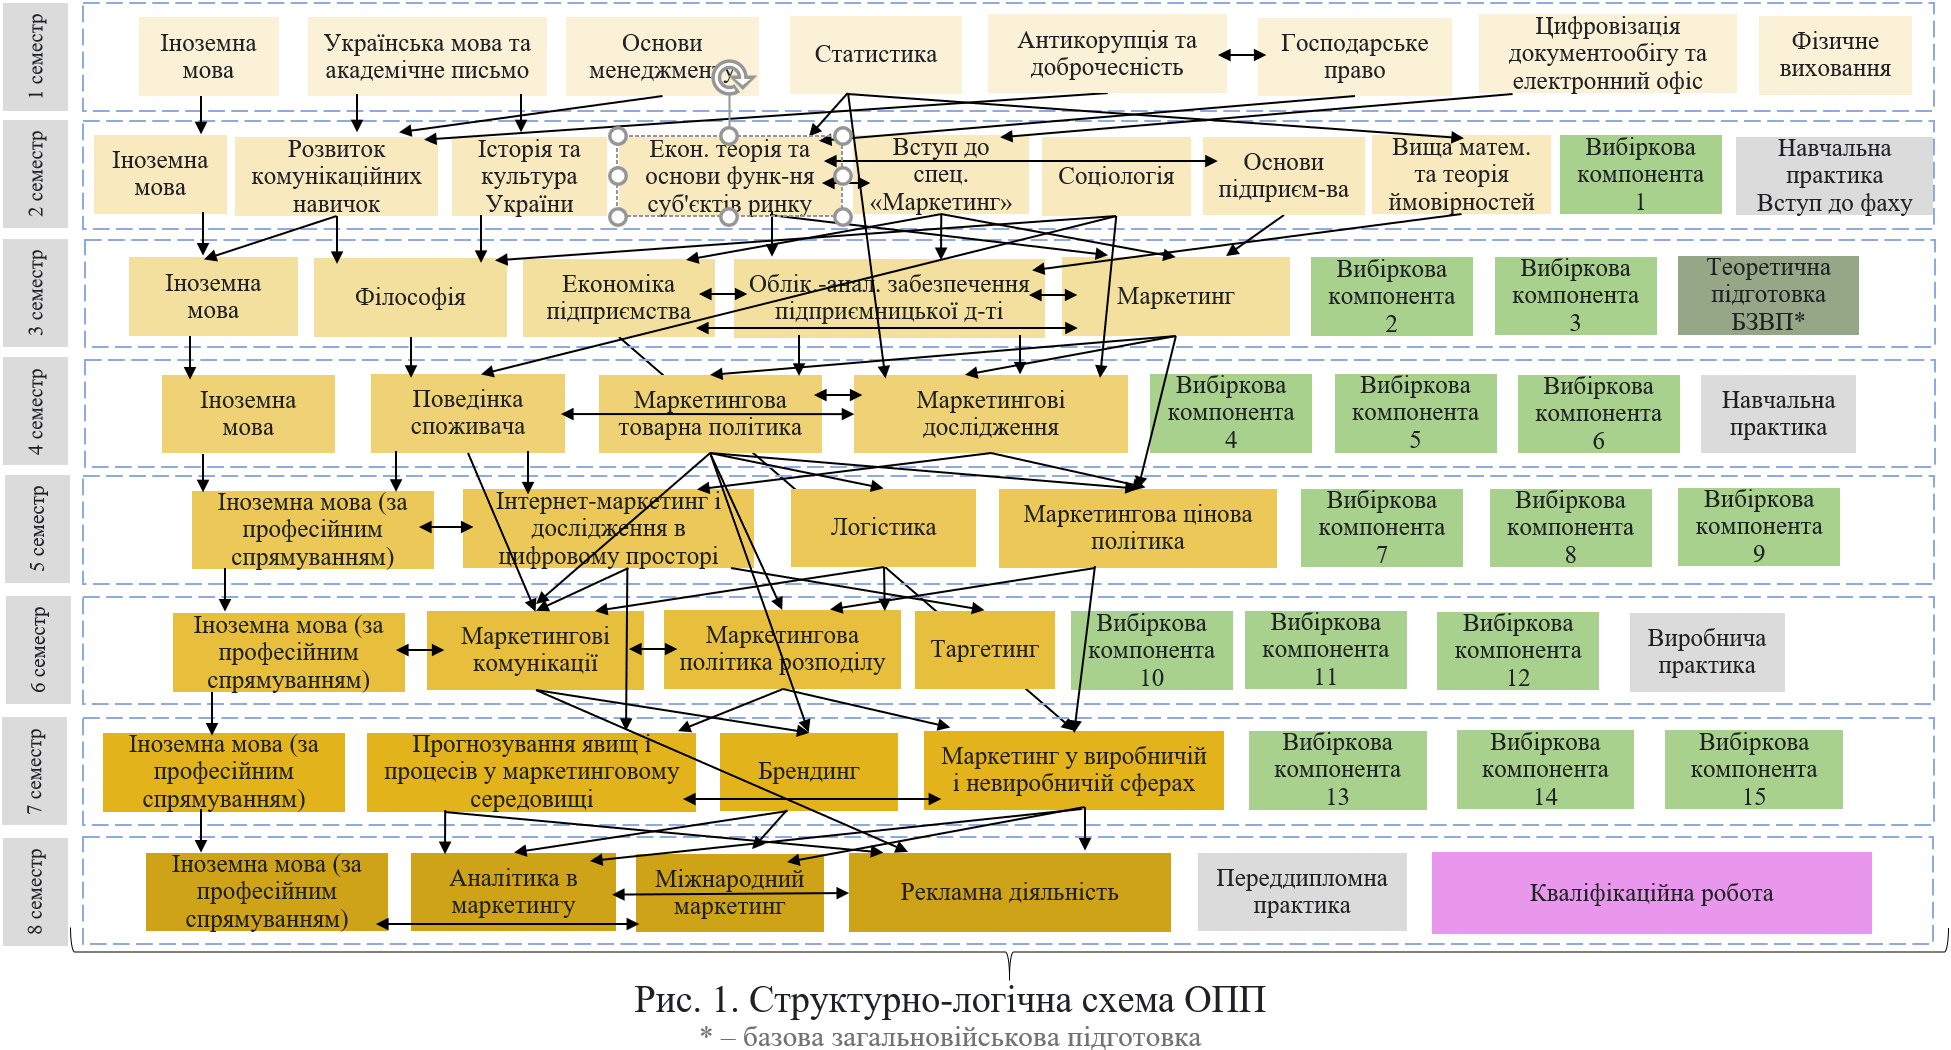 1 семестр
Іноземна
мова
Українська мова та
академічне письмо
Основи
менеджменту
Статистика
Антикорупція та
доброчесність
Господарське
право
Цифровізація
документообігу та
електронний офіс
Фізичне
виховання
2 семестр
Іноземна
мова
Розвиток
комунікаційних
навичок
Історія та
культура
України
Екон. теорія та
основи функ-ня
суб'єктів ринку
Вступ до
спец.
«Маркетинг»
Соціологія
Основи
підприєм-ва
Вища матем.
та теорія
ймовірностей
Вибіркова
компонента
1
Навчальна
практика
Вступ до фаху
3 семестр
Іноземна
мова
Філософія
Економіка
підприємства
Облік.-анал. забезпечення
підприємницької д-ті
Маркетинг
Вибіркова
компонента
2
Вибіркова
компонента
3
Теоретична
підготовка
БЗВП*
4 семестр
Іноземна
мова
Поведінка
споживача
Маркетингова
товарна політика
Маркетингові
дослідження
Вибіркова
компонента
4
Вибіркова
компонента
5
Вибіркова
компонента
6
Навчальна
практика
5 семестр
Іноземна мова (за
професійним
спрямуванням)
Інтернет-маркетинг і
дослідження в
цифровому просторі
Логістика
Маркетингова цінова
політика
Вибіркова
компонента
7
Вибіркова
компонента
8
Вибіркова
компонента
9
6 семестр
Іноземна мова (за
професійним
спрямуванням)
Маркетингові
комунікації
Маркетингова
політика розподілу
Таргетинг
Вибіркова
компонента
10
Вибіркова
компонента
11
Вибіркова
компонента
12
Виробнича
практика
7 семестр
Іноземна мова (за
професійним
спрямуванням)
Прогнозування явищ і
процесів у маркетинговому
середовищі
Брендинг
Маркетинг у виробничій
і невиробничій сферах
Вибіркова
компонента
13
Вибіркова
компонента
14
Вибіркова
компонента
15
8 семестр
Іноземна мова (за
професійним
спрямуванням)
Аналітика в
маркетингу
Міжнародний
маркетинг
Рекламна діяльність
Переддипломна
практика
Кваліфікаційна робота
Рис. 1. Структурно-логічна схема ОПП
* – базова загальновійськова підготовка